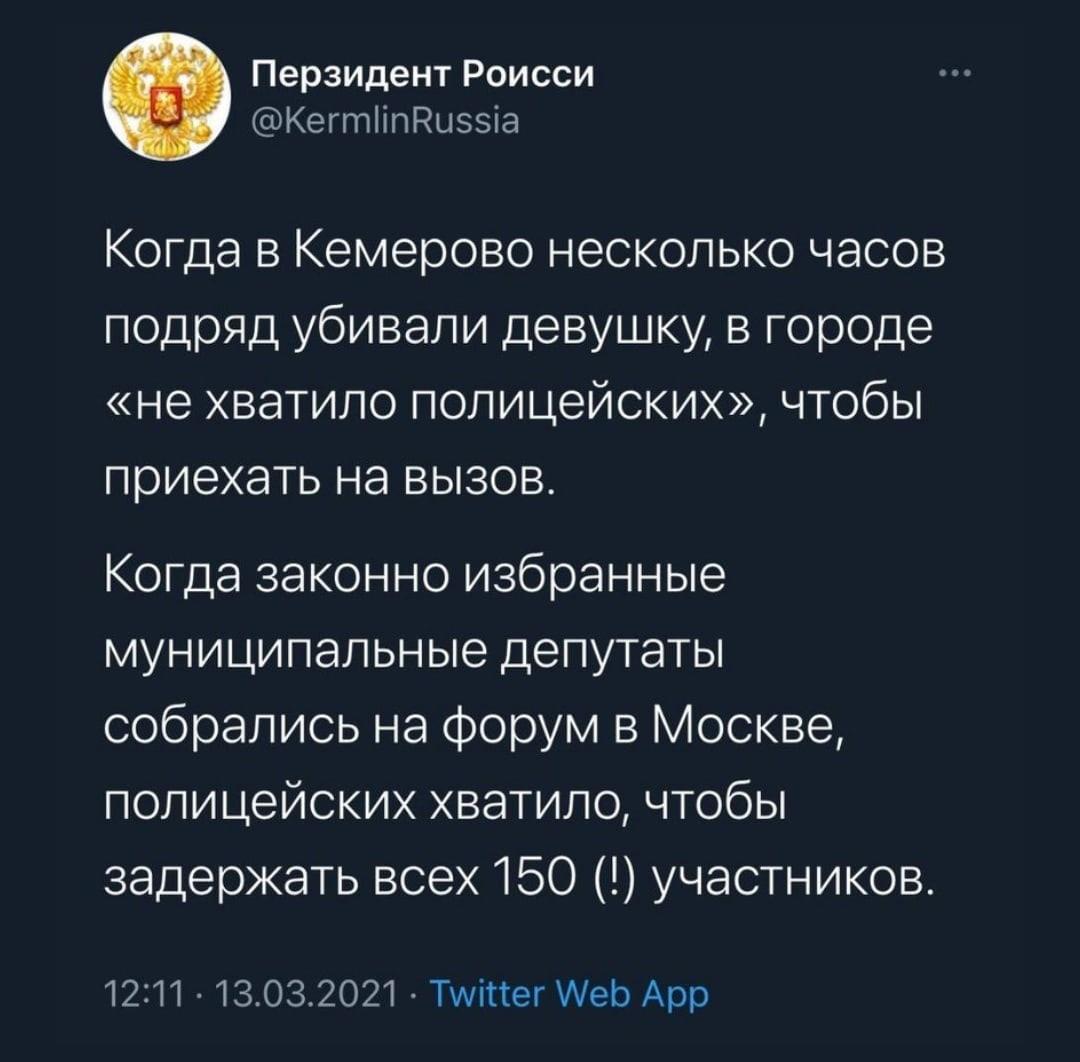 Перзидент Роисси
@KermlinRussia
Когда в Кемерово несколько часов
подряд убивали девушку, в городе
«не хватило полицейских», чтобы
приехать на вызов.
Когда законно избранные
муниципальные депутаты
собрались на форум в Москве,
полицейских хватило, чтобы
задержать всех 150 (!) участников.
12:11 · 13.03.2021 · Twitter Web App